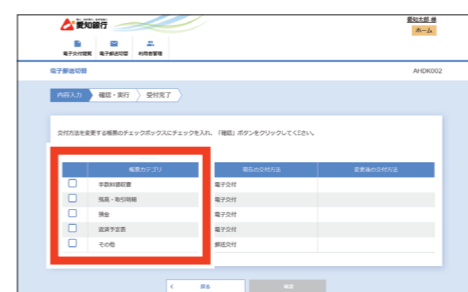 愛知銀行
愛知太郎 様
ホーム
電子交付閲覧 電子郵送切替 利用者管理
電子郵送切替 AHDK002
内容入力 確認・実行 受付完了
交付方法を変更する帳票のチェックボックスにチェックを入れ、「確認」ボタンをクリックしてください。
帳票カテゴリ 現在の交付方法 変更後の交付方法
手数料領収書 電子交付
残高・取引明細 電子交付
預金 電子交付
返済予定表 電子交付
その他 郵送交付
戻る 確認